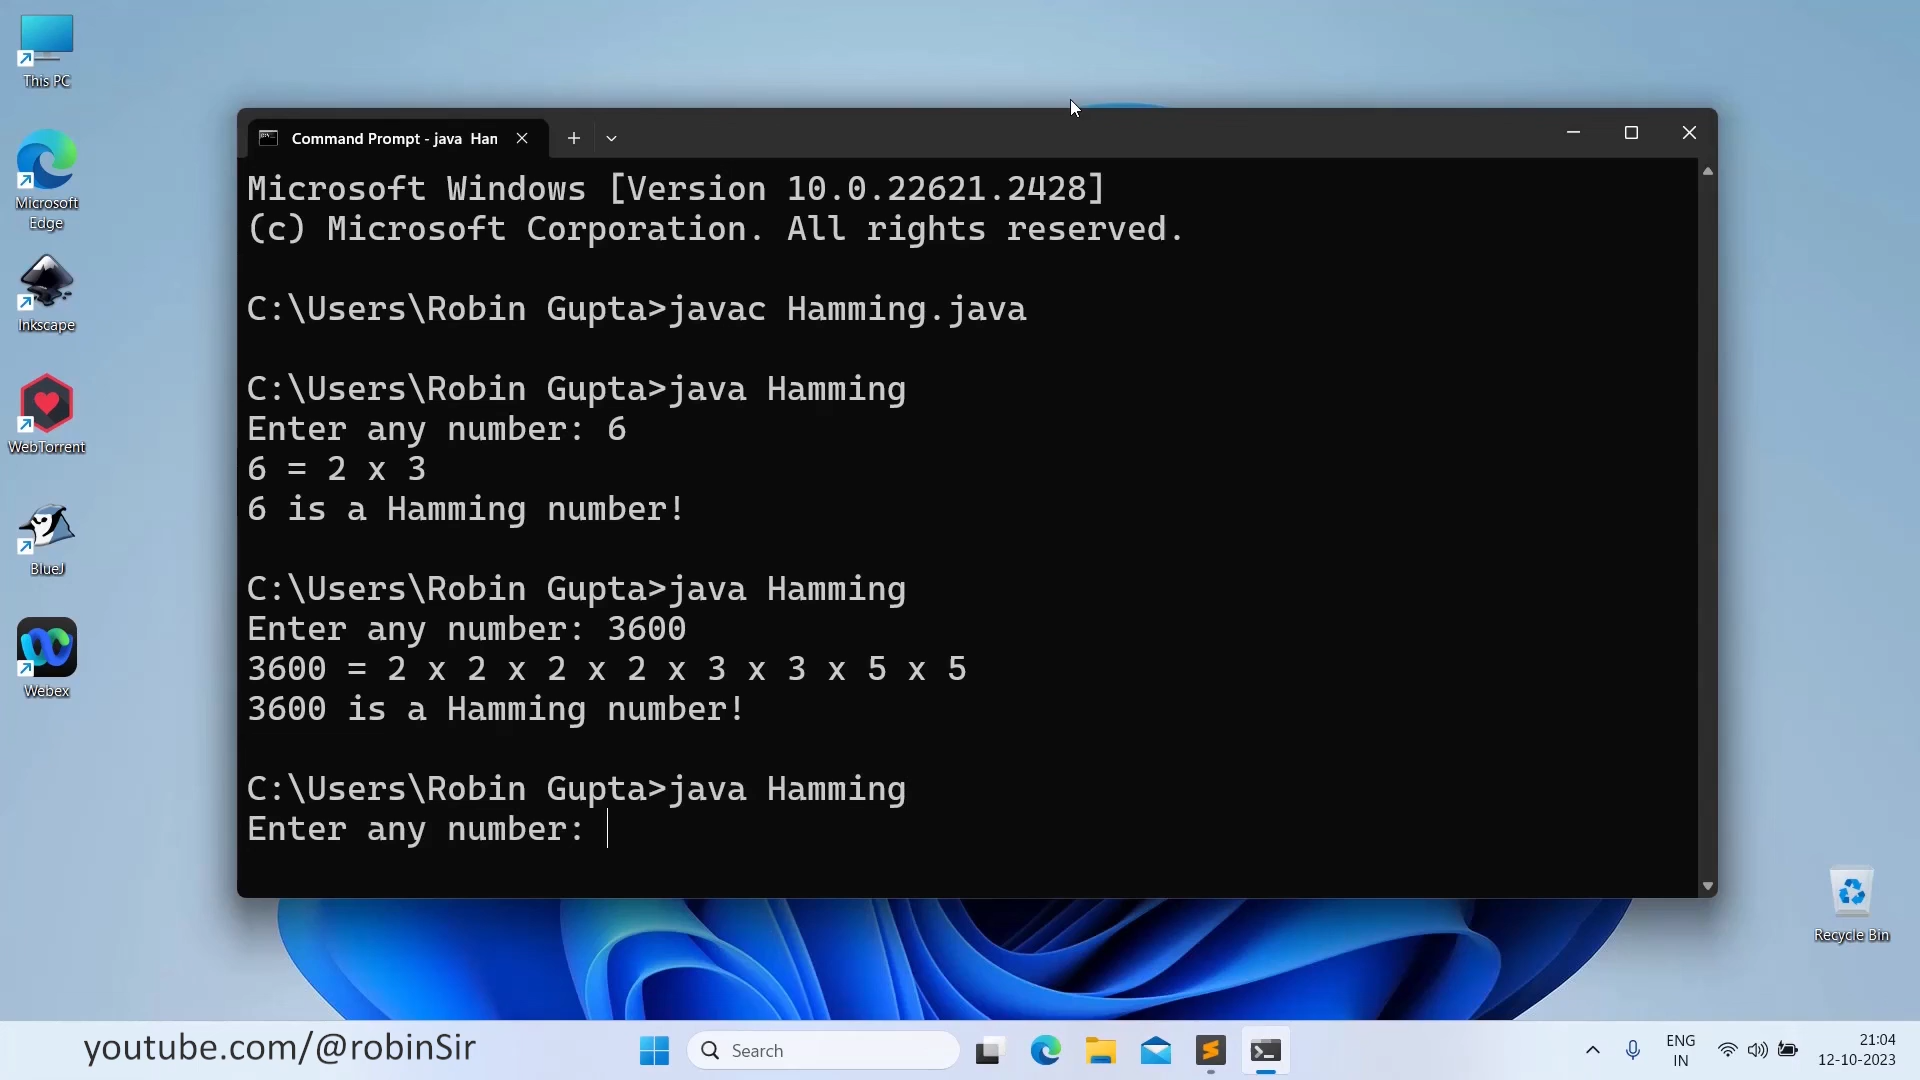 This PC
Microsoft
Edge
Inkscape
WebTorrent
BlueJ
Webex
Command Prompt - java  Han
Microsoft Windows [Version 10.0.22621.2428]
(c) Microsoft Corporation. All rights reserved.
C:\Users\Robin Gupta>javac Hamming.java
C:\Users\Robin Gupta>java Hamming
Enter any number: 6
6 = 2 x 3
6 is a Hamming number!
C:\Users\Robin Gupta>java Hamming
Enter any number: 3600
3600 = 2 x 2 x 2 x 2 x 3 x 3 x 5 x 5
3600 is a Hamming number!
C:\Users\Robin Gupta>java Hamming
Enter any number:
Recycle Bin
youtube.com/@robinSir
Search
ENG
IN
21:04
12-10-2023